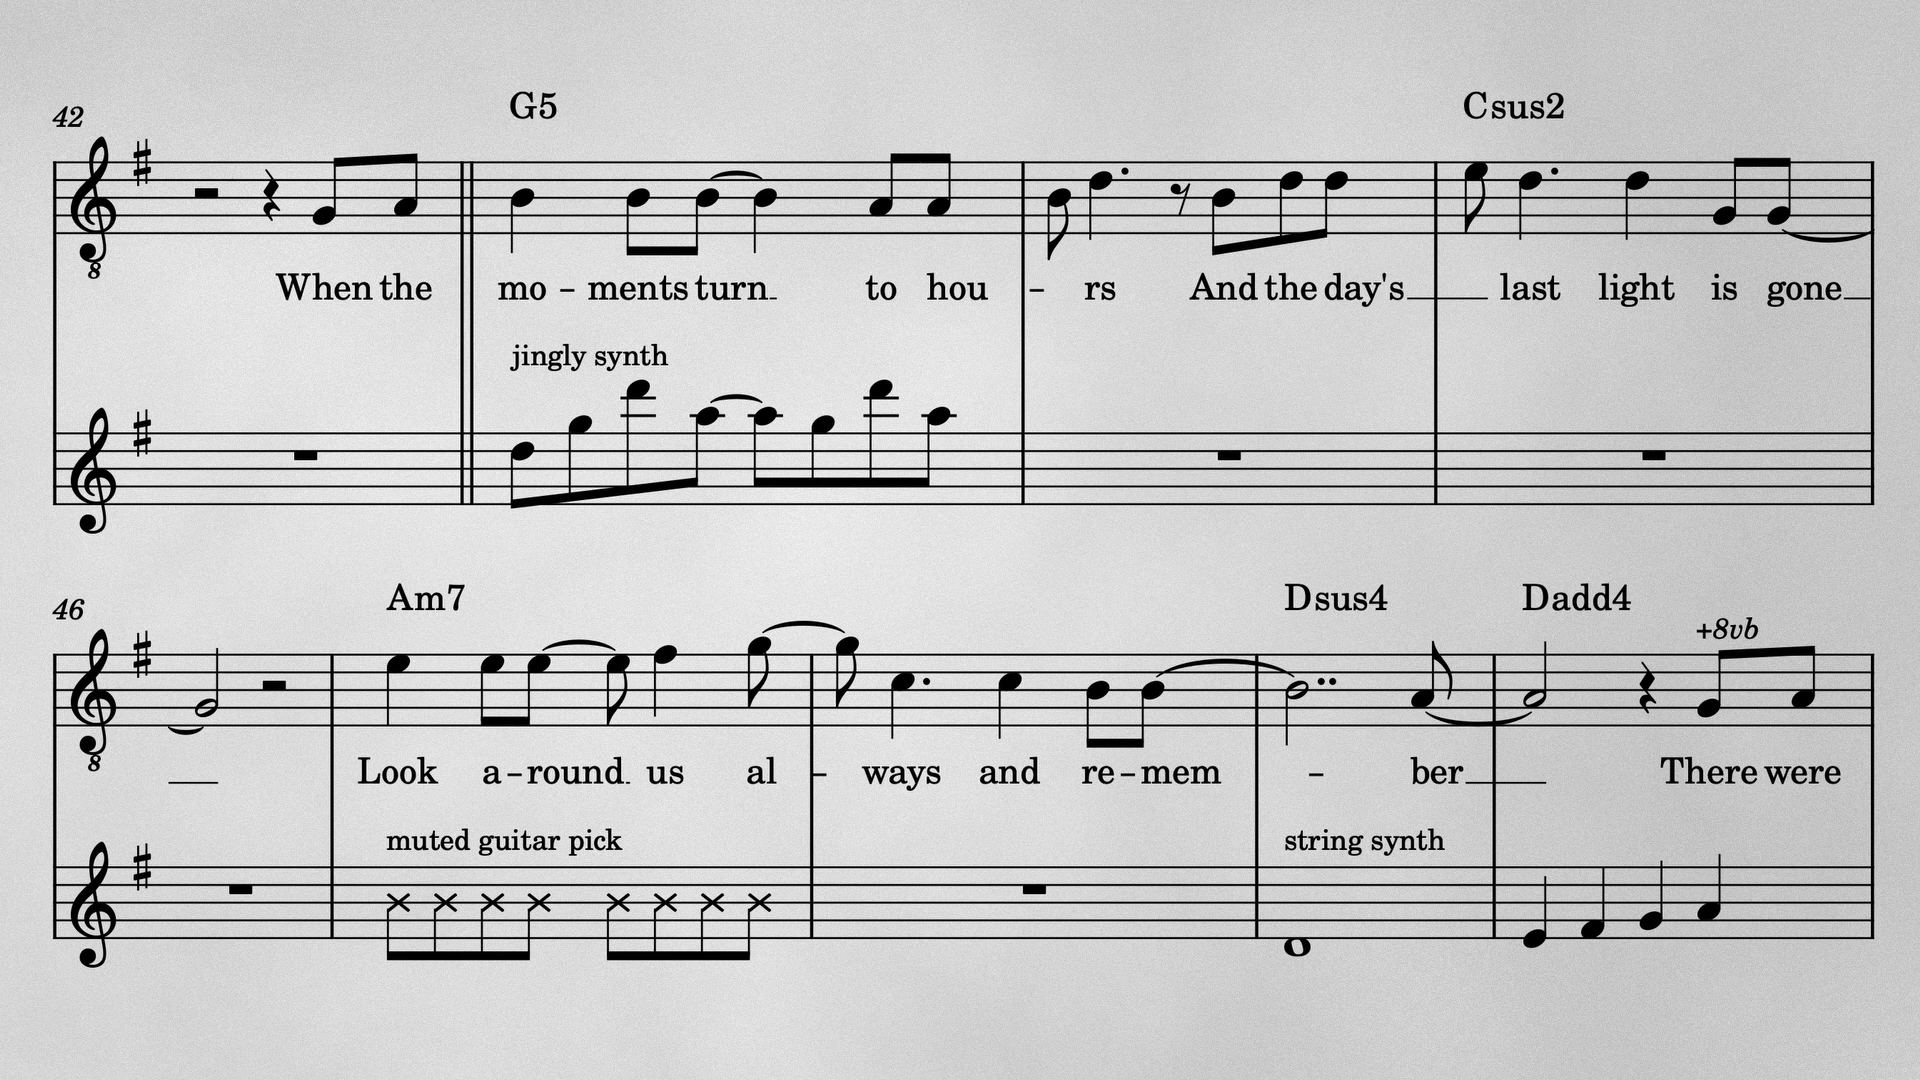 42
G5 Csus2
8
When the mo - ments turn to hou - rs And the day's last light is gone
jingly synth
46
Am7 Dsus4 Dadd4
+8vb
8
Look a - round us al - ways and re - mem - ber There were
muted guitar pick string synth